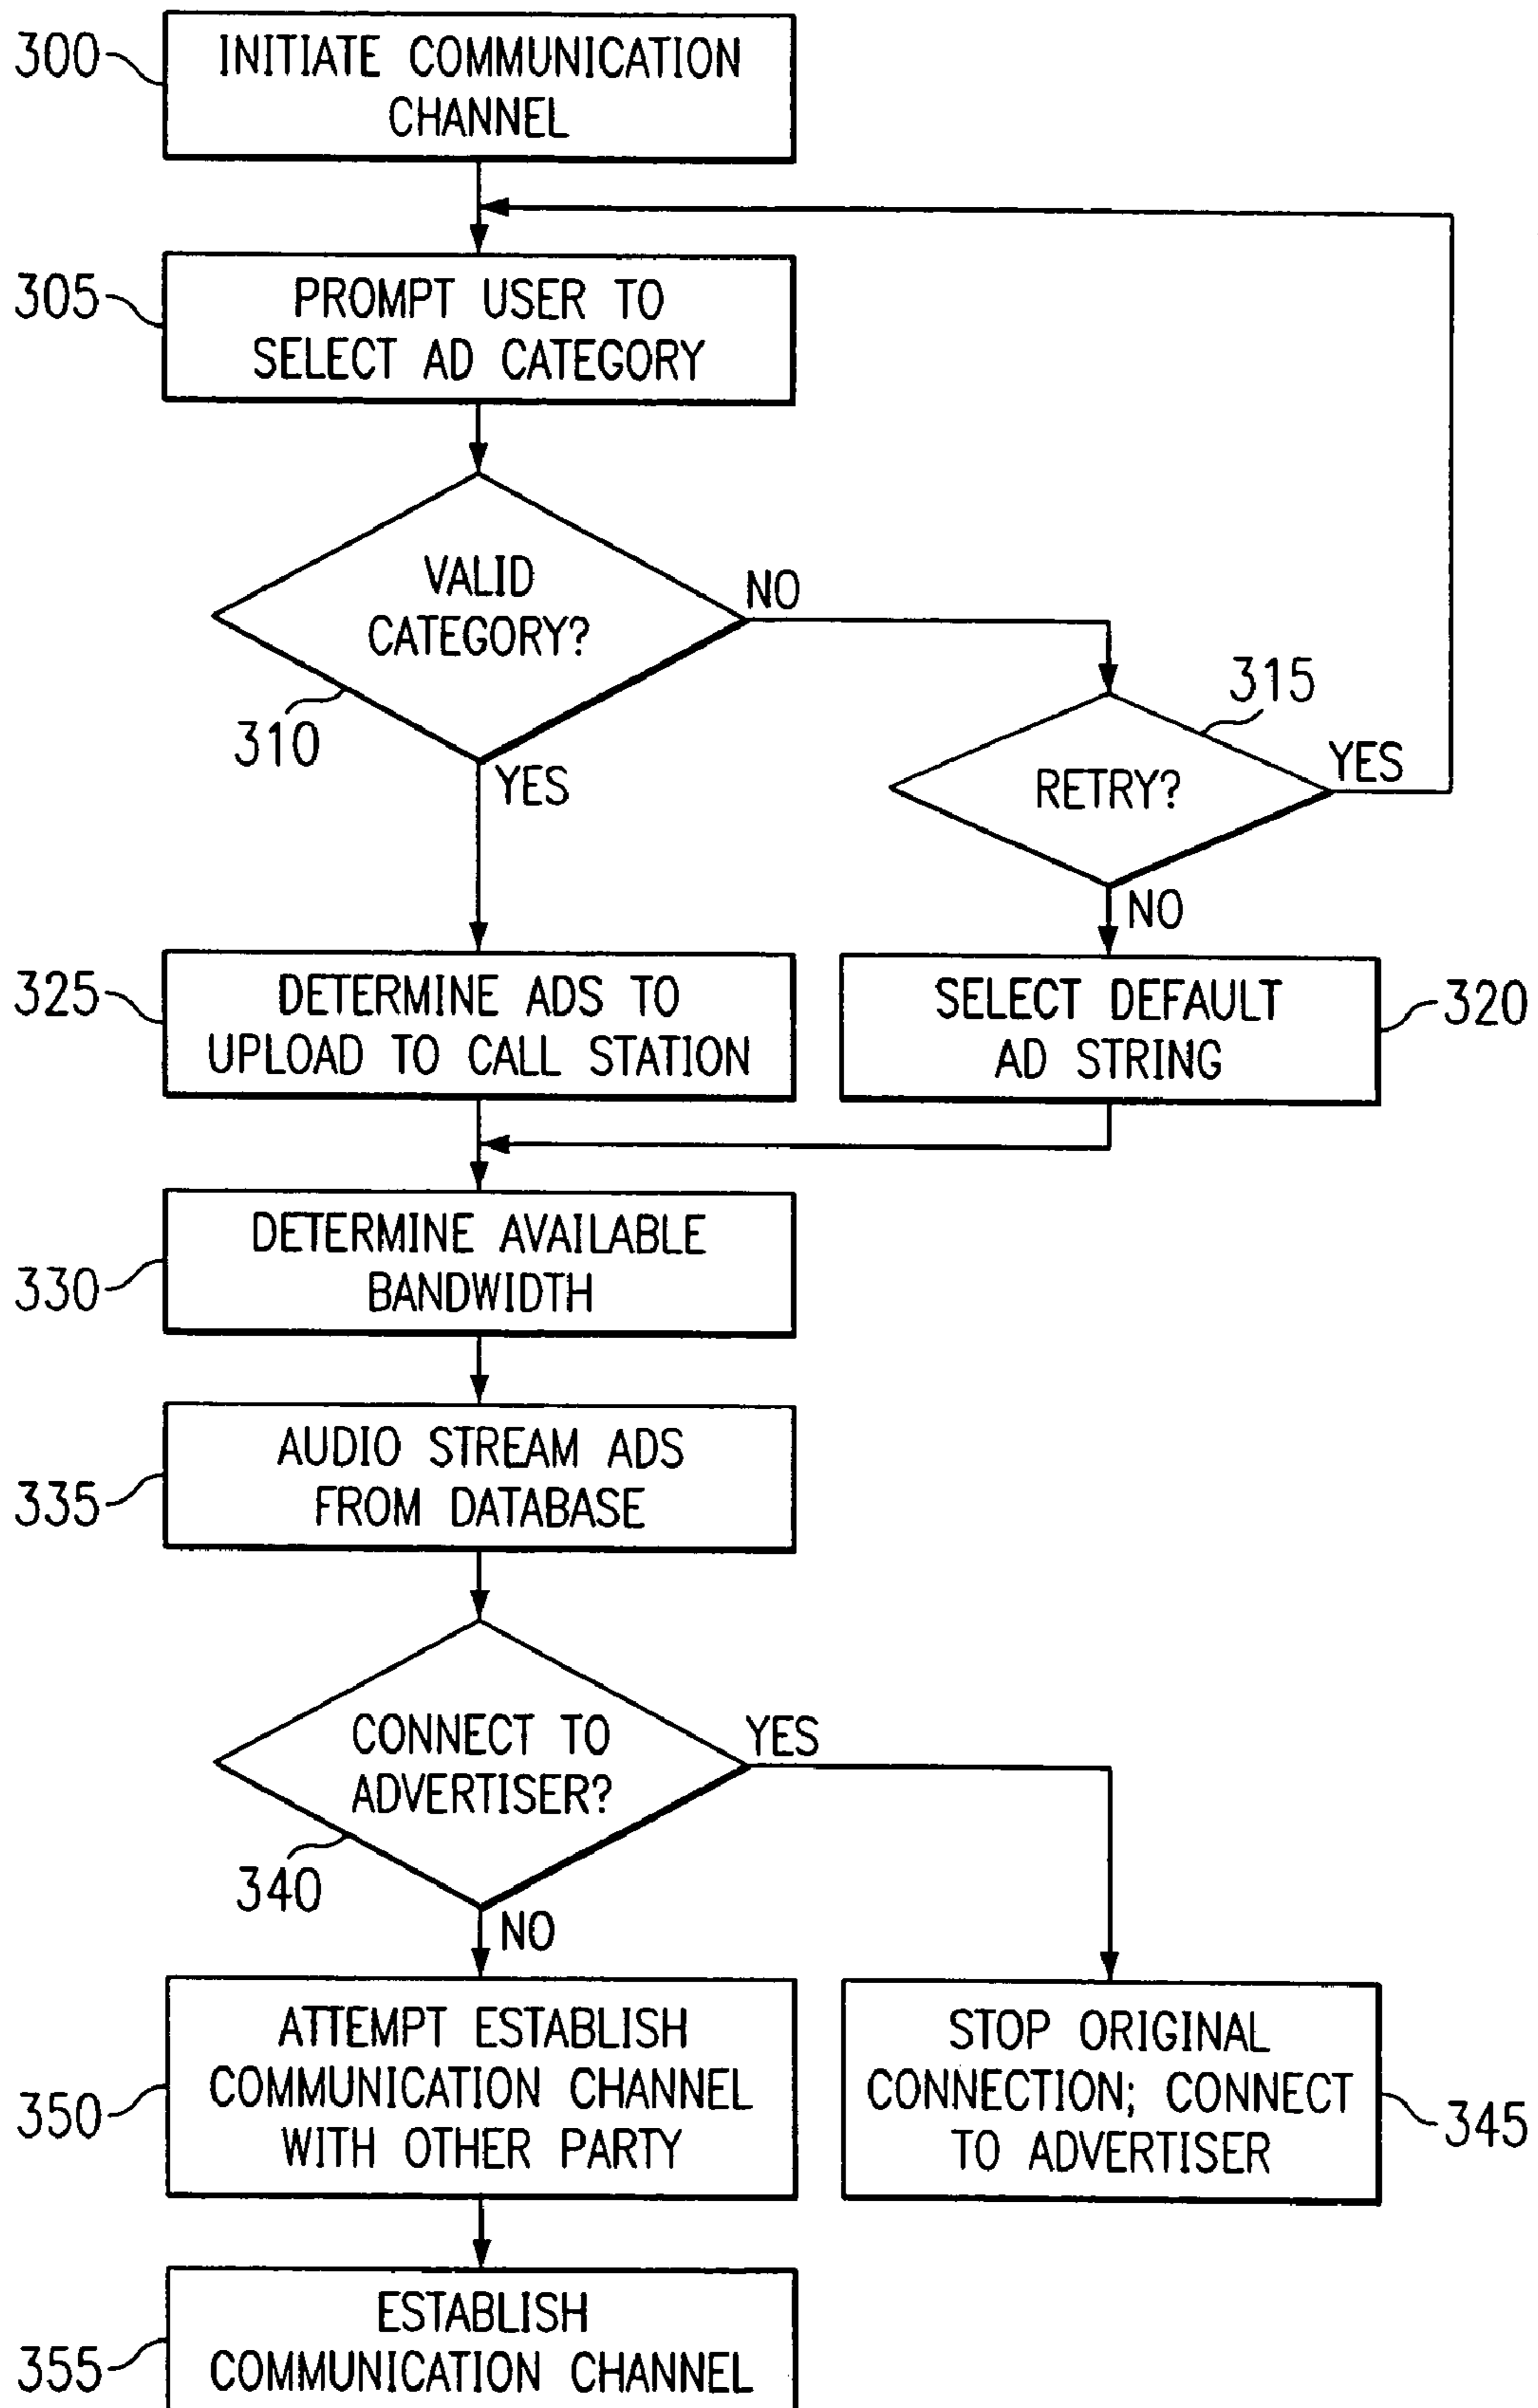 300
INITIATE COMMUNICATION
CHANNEL
305
PROMPT USER TO
SELECT AD CATEGORY
VALID
CATEGORY?
NO
310
YES
315
RETRY?
YES
NO
325
DETERMINE ADS TO
UPLOAD TO CALL STATION
SELECT DEFAULT
AD STRING
320
330
DETERMINE AVAILABLE
BANDWIDTH
335
AUDIO STREAM ADS
FROM DATABASE
CONNECT TO
ADVERTISER?
YES
340
NO
350
ATTEMPT ESTABLISH
COMMUNICATION CHANNEL
WITH OTHER PARTY
STOP ORIGINAL
CONNECTION; CONNECT
TO ADVERTISER
345
355
ESTABLISH
COMMUNICATION CHANNEL